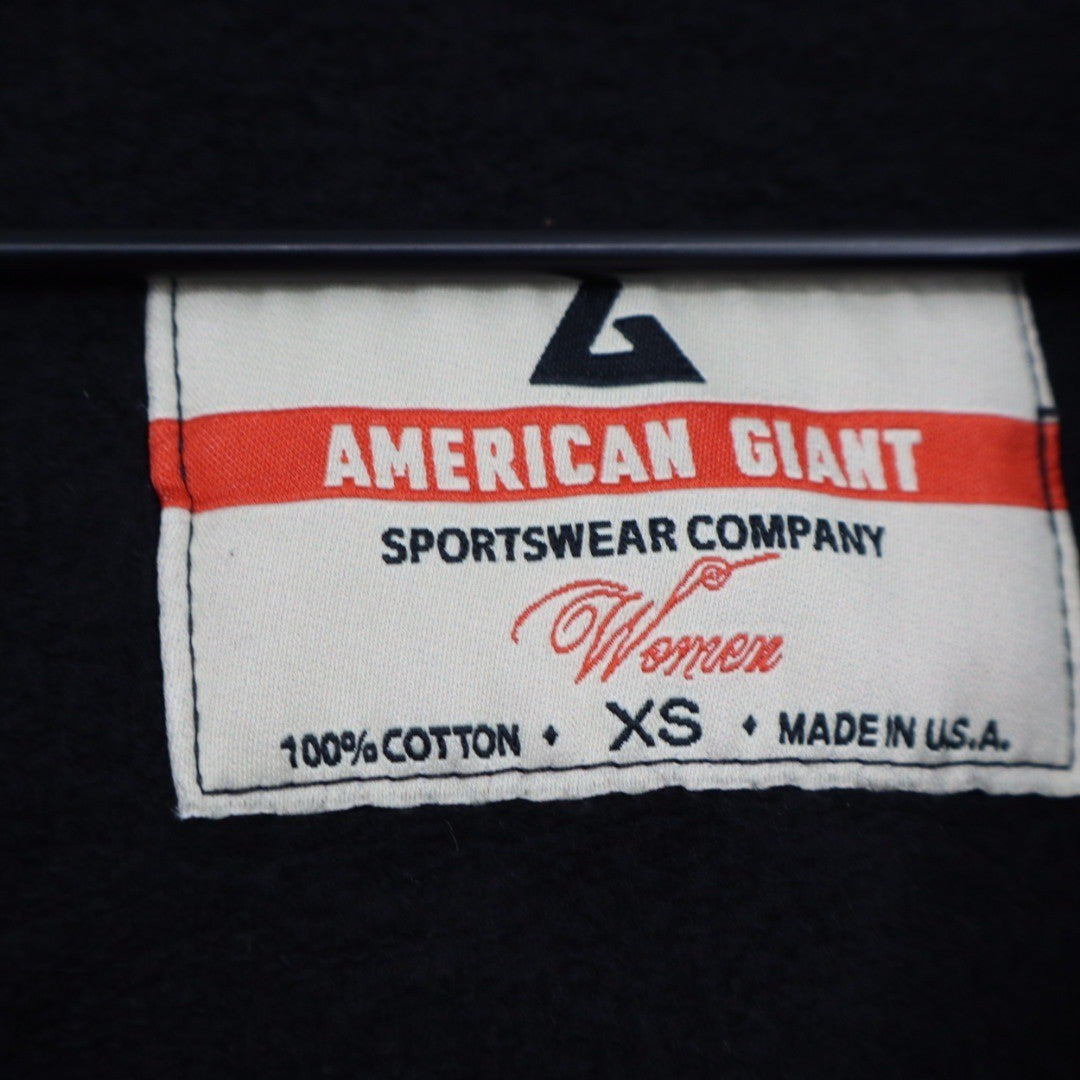 AMERICAN GIANT
SPORTSWEAR COMPANY
Women
100% COTTON ♦ XS ♦ MADE IN U.S.A.